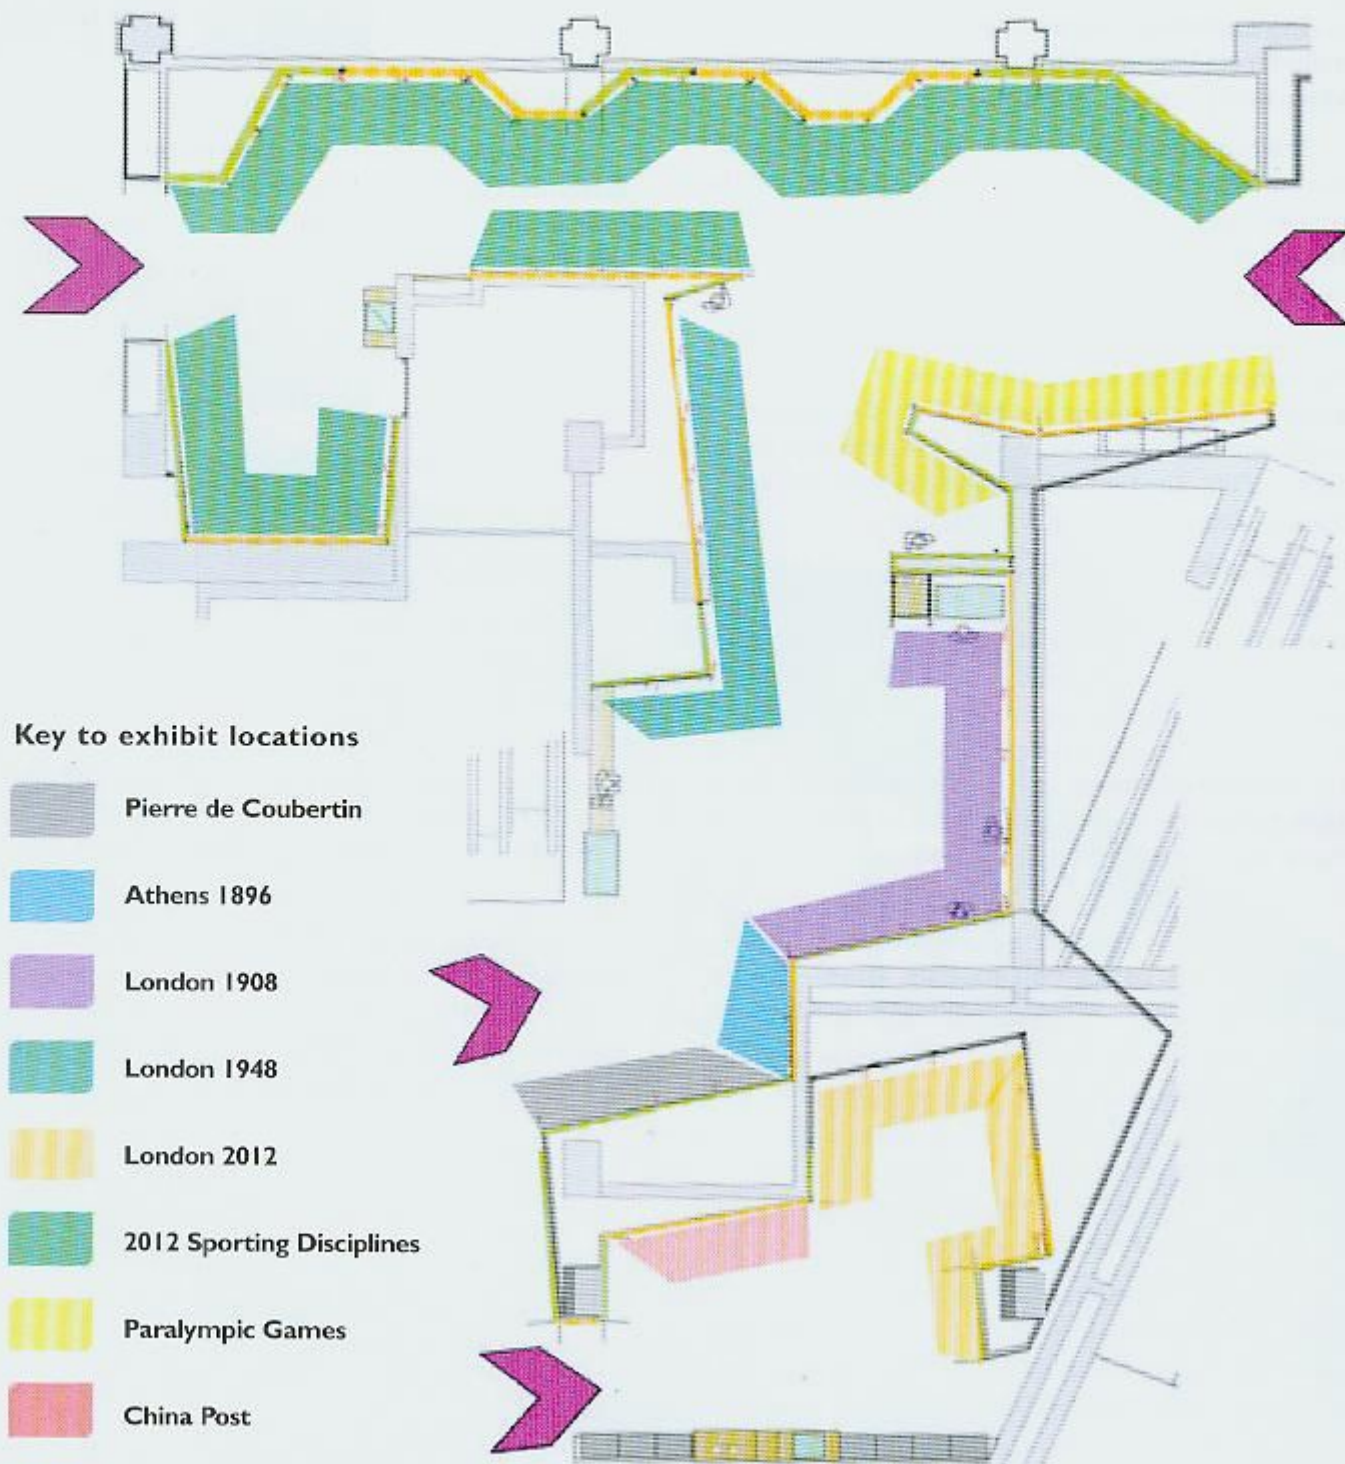 Key to exhibit locations
Pierre de Coubertin
Athens 1896
London 1908
London 1948
London 2012
2012 Sporting Disciplines
Paralympic Games
China Post